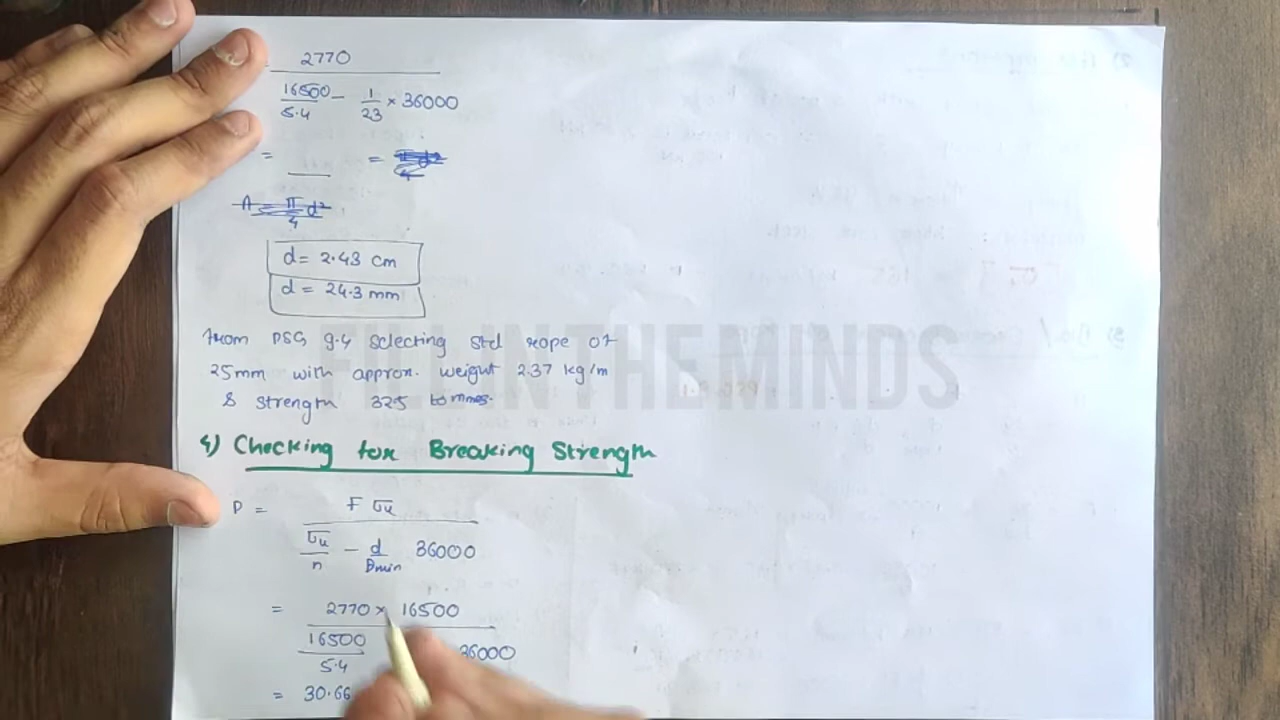 2770
16500/5.4 - 1/23 × 36000
= =
d = 2.43 cm
d = 24.3 mm
from PSG 9.4 selecting std rope of
25mm with approx. weight 2.37 kg/m
& strength 325 tonnes.
4) Checking for Breaking Strength
P = F σu
σu/n - d/Dmin 36000
= 2770 × 16500
16500/5.4 36000
= 30.66
FILLINTHEMINDS